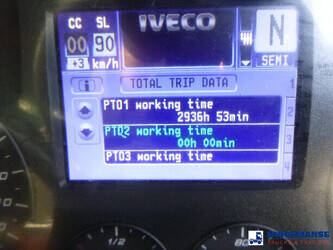 CC SL IVECO
00 90 N
+3 km/h SEMI
i TOTAL TRIP DATA 1
PTO1 working time 2
2936h 53min
PTO2 working time
00h 00min 3
PTO3 working time 4
1/2